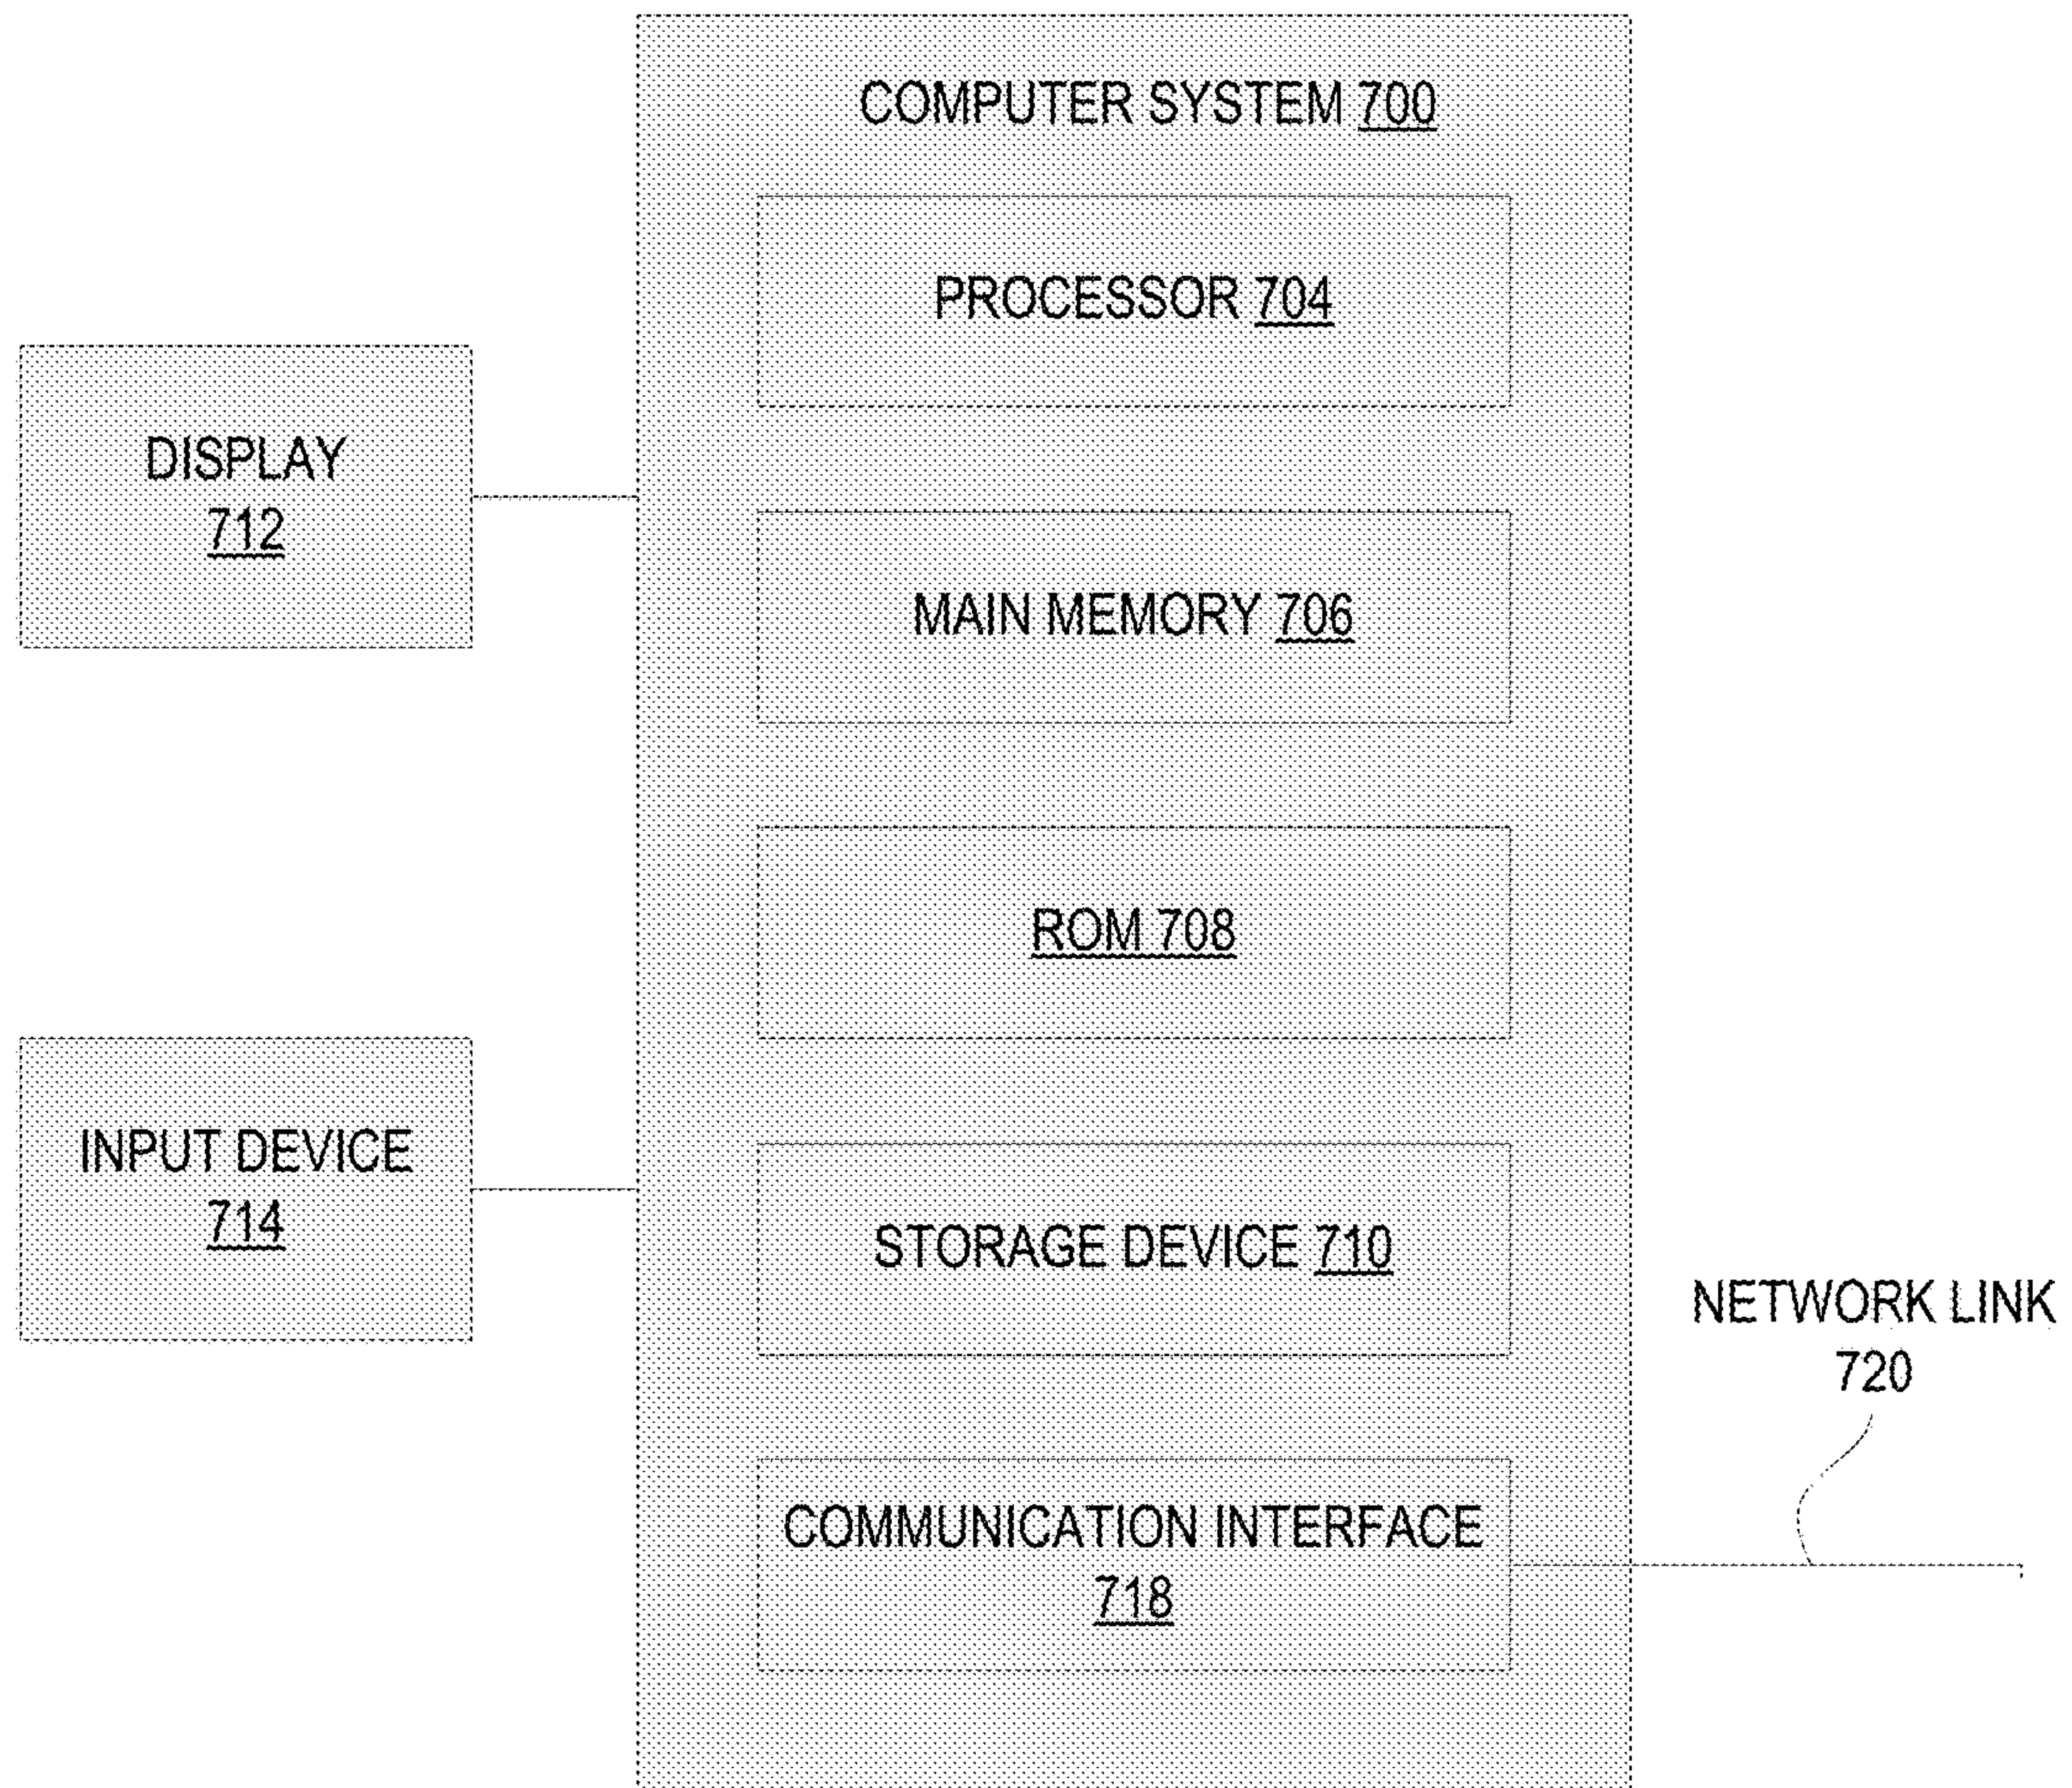 COMPUTER SYSTEM 700
PROCESSOR 704
DISPLAY
712
MAIN MEMORY 706
ROM 708
INPUT DEVICE
714
STORAGE DEVICE 710
NETWORK LINK
720
COMMUNICATION INTERFACE
718